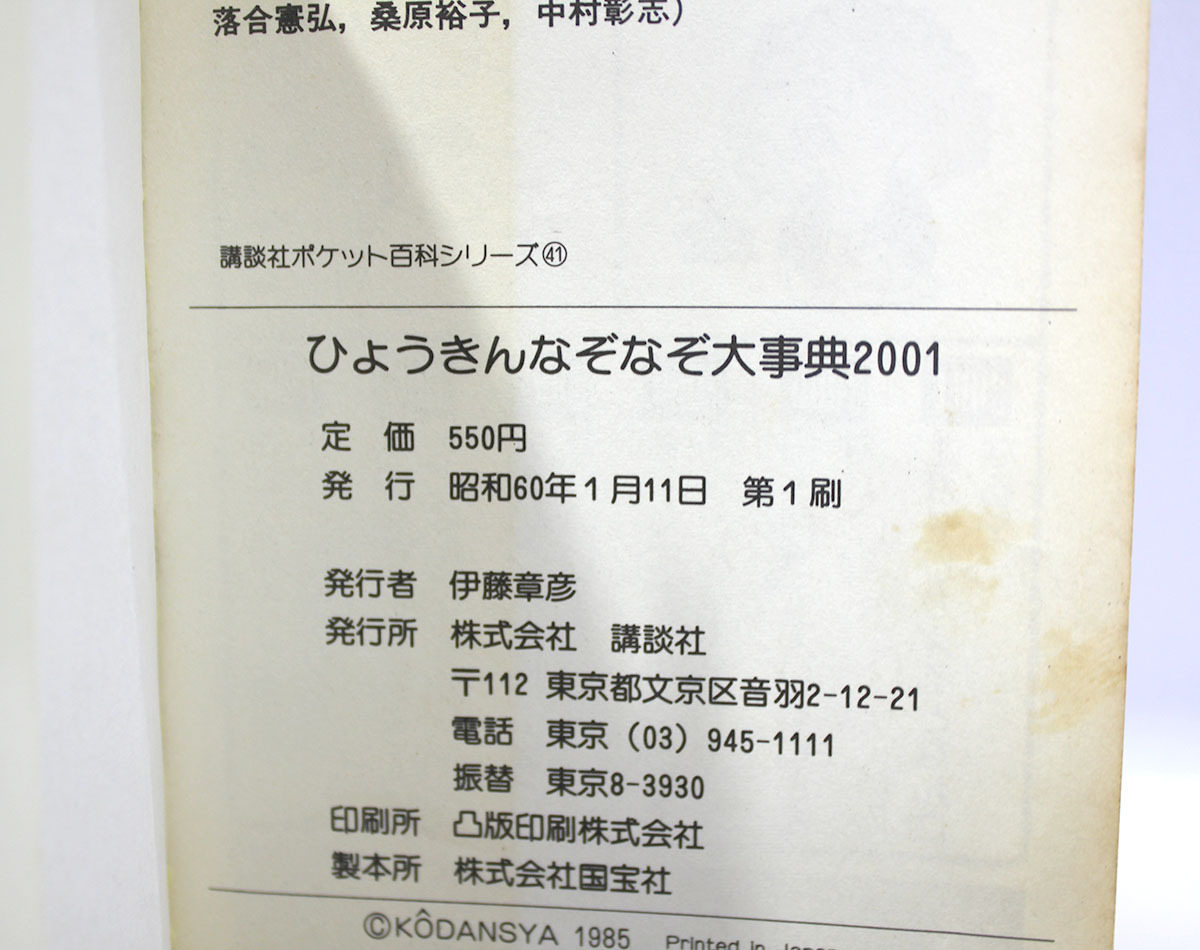 落合憲弘, 桑原裕子, 中村彰志)
講談社ポケット百科シリーズ㊶
ひょうきんなぞなぞ大事典2001
定 価 550円
発 行 昭和60年1月11日 第1刷
発行者 伊藤章彦
発行所 株式会社 講談社
〒112 東京都文京区音羽2-12-21
電話 東京(03)945-1111
振替 東京8-3930
印刷所 凸版印刷株式会社
製本所 株式会社国宝社
©KÔDANSYA 1985 Printed in Japan